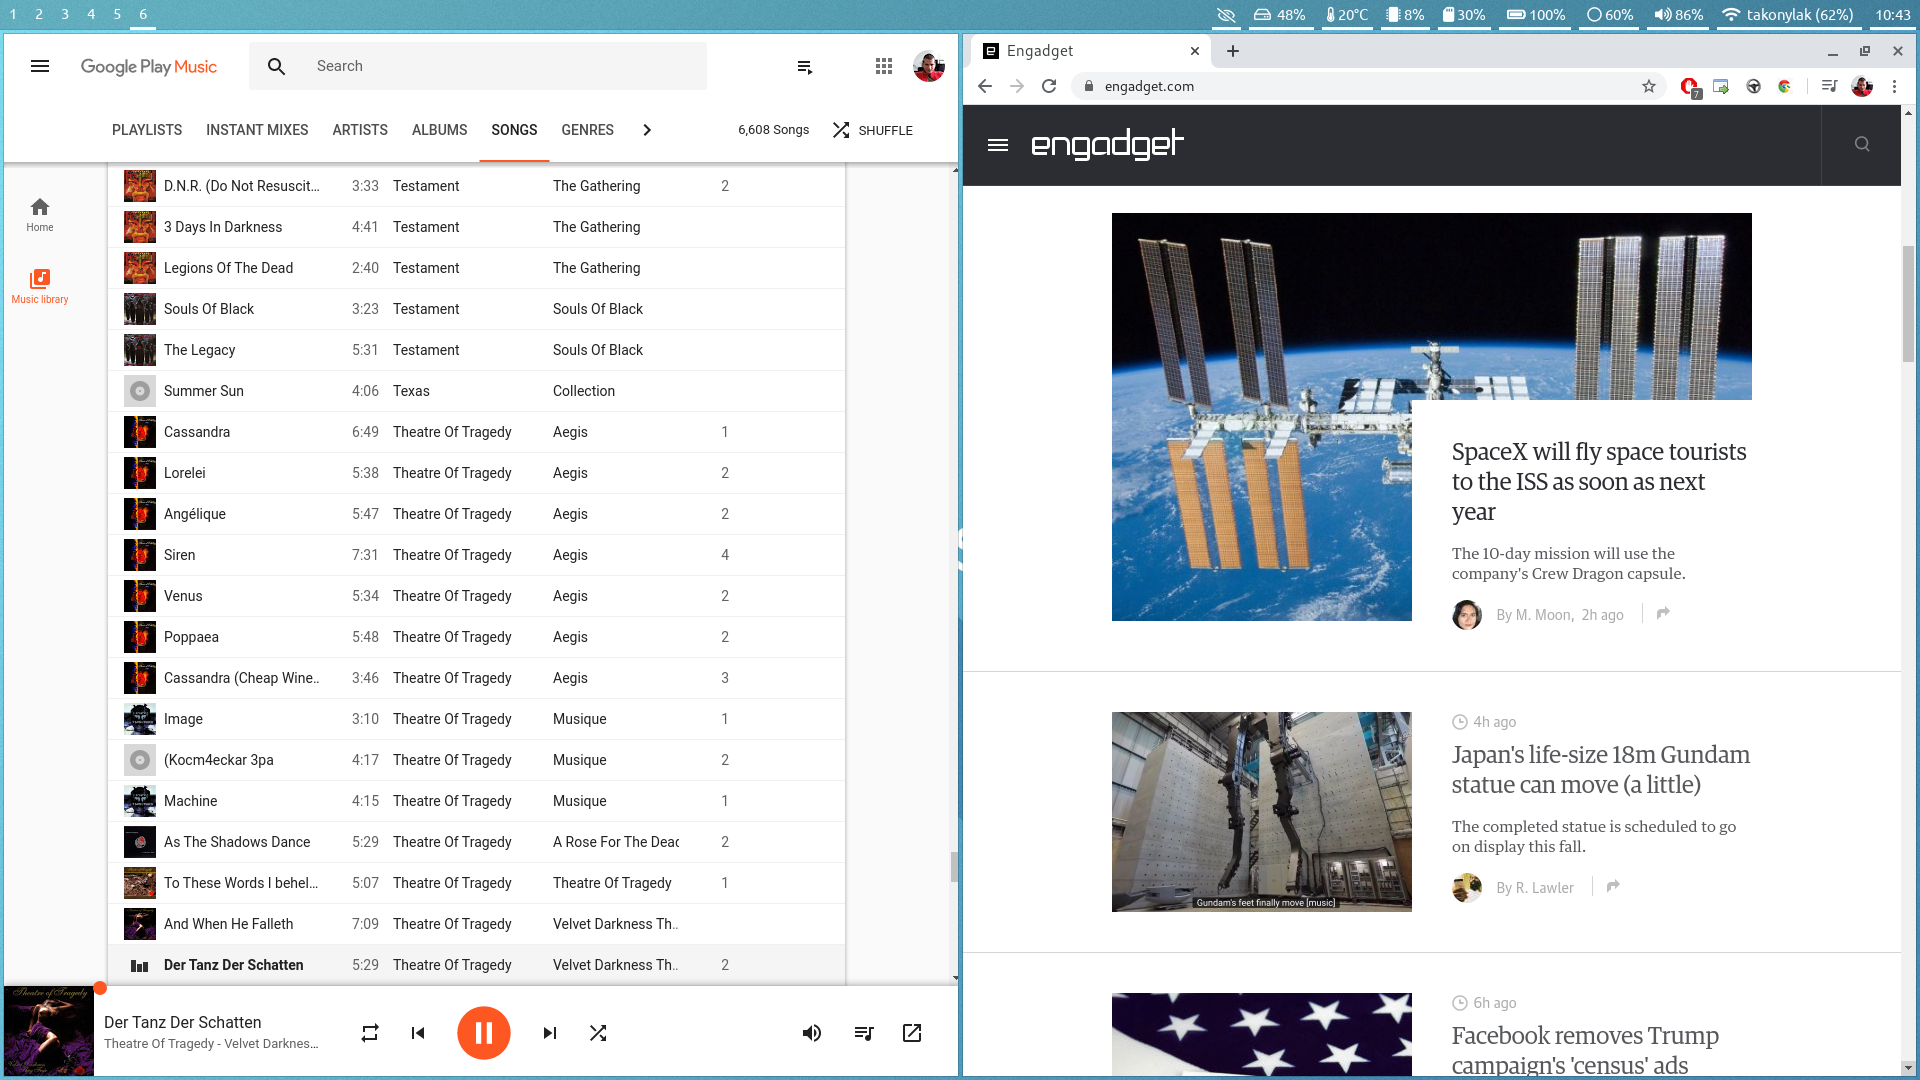 1 2 3 4 5 6
48% 20°C 8% 30% 100% 60% 86% takonylak (62%) 10:43
Google Play Music
Search
PLAYLISTS INSTANT MIXES ARTISTS ALBUMS SONGS GENRES
6,608 Songs SHUFFLE
Home
Music library
D.N.R. (Do Not Resuscit... 3:33 Testament The Gathering 2
3 Days In Darkness 4:41 Testament The Gathering
Legions Of The Dead 2:40 Testament The Gathering
Souls Of Black 3:23 Testament Souls Of Black
The Legacy 5:31 Testament Souls Of Black
Summer Sun 4:06 Texas Collection
Cassandra 6:49 Theatre Of Tragedy Aegis 1
Lorelei 5:38 Theatre Of Tragedy Aegis 2
Angélique 5:47 Theatre Of Tragedy Aegis 2
Siren 7:31 Theatre Of Tragedy Aegis 4
Venus 5:34 Theatre Of Tragedy Aegis 2
Poppaea 5:48 Theatre Of Tragedy Aegis 2
Cassandra (Cheap Wine.. 3:46 Theatre Of Tragedy Aegis 3
Image 3:10 Theatre Of Tragedy Musique 1
(Kocm4eckar 3pa 4:17 Theatre Of Tragedy Musique 2
Machine 4:15 Theatre Of Tragedy Musique 1
As The Shadows Dance 5:29 Theatre Of Tragedy A Rose For The Dead 2
To These Words I behel... 5:07 Theatre Of Tragedy Theatre Of Tragedy 1
And When He Falleth 7:09 Theatre Of Tragedy Velvet Darkness Th..
Der Tanz Der Schatten 5:29 Theatre Of Tragedy Velvet Darkness Th.. 2
Theatre of Tragedy
Der Tanz Der Schatten
Theatre Of Tragedy - Velvet Darknes...
Engadget
engadget.com
7
engadget
SpaceX will fly space tourists
to the ISS as soon as next
year
The 10-day mission will use the
company's Crew Dragon capsule.
By M. Moon, 2h ago
4h ago
Japan's life-size 18m Gundam
statue can move (a little)
The completed statue is scheduled to go
on display this fall.
By R. Lawler
Gundam's feet finally move [music]
6h ago
Facebook removes Trump
campaign's 'census' ads